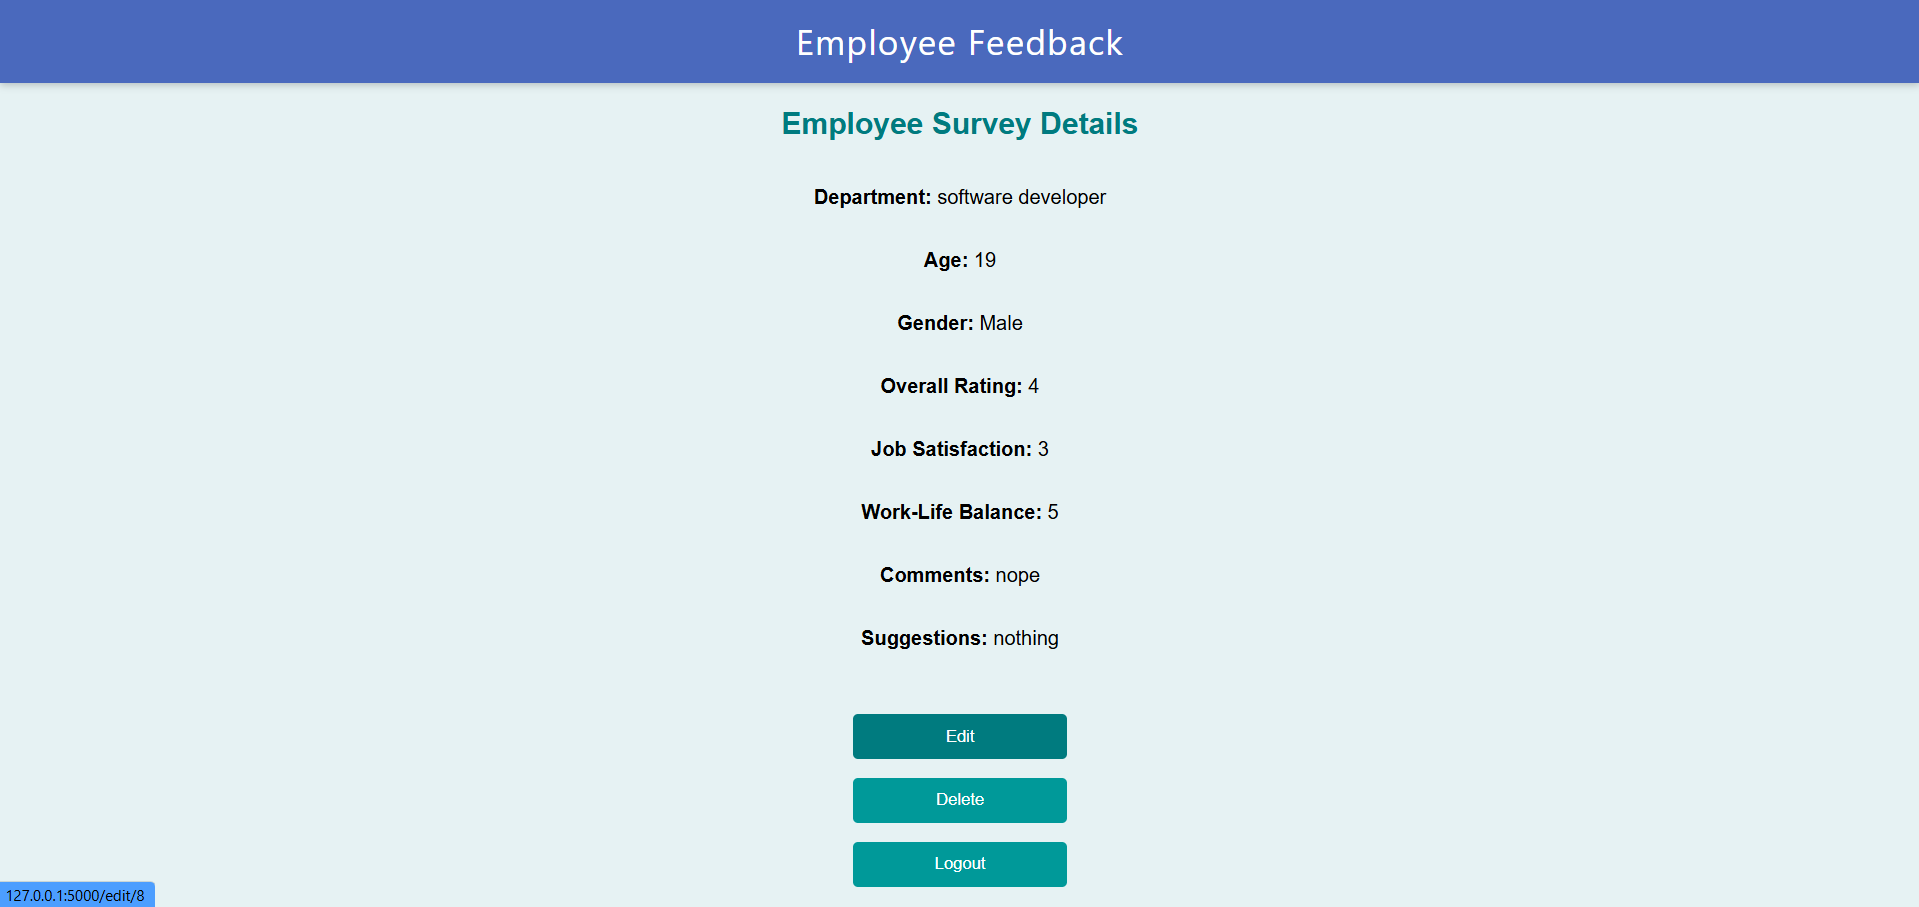 Employee Feedback
Employee Survey Details
Department: software developer
Age: 19
Gender: Male
Overall Rating: 4
Job Satisfaction: 3
Work-Life Balance: 5
Comments: nope
Suggestions: nothing
Edit
Delete
Logout
127.0.0.1:5000/edit/8